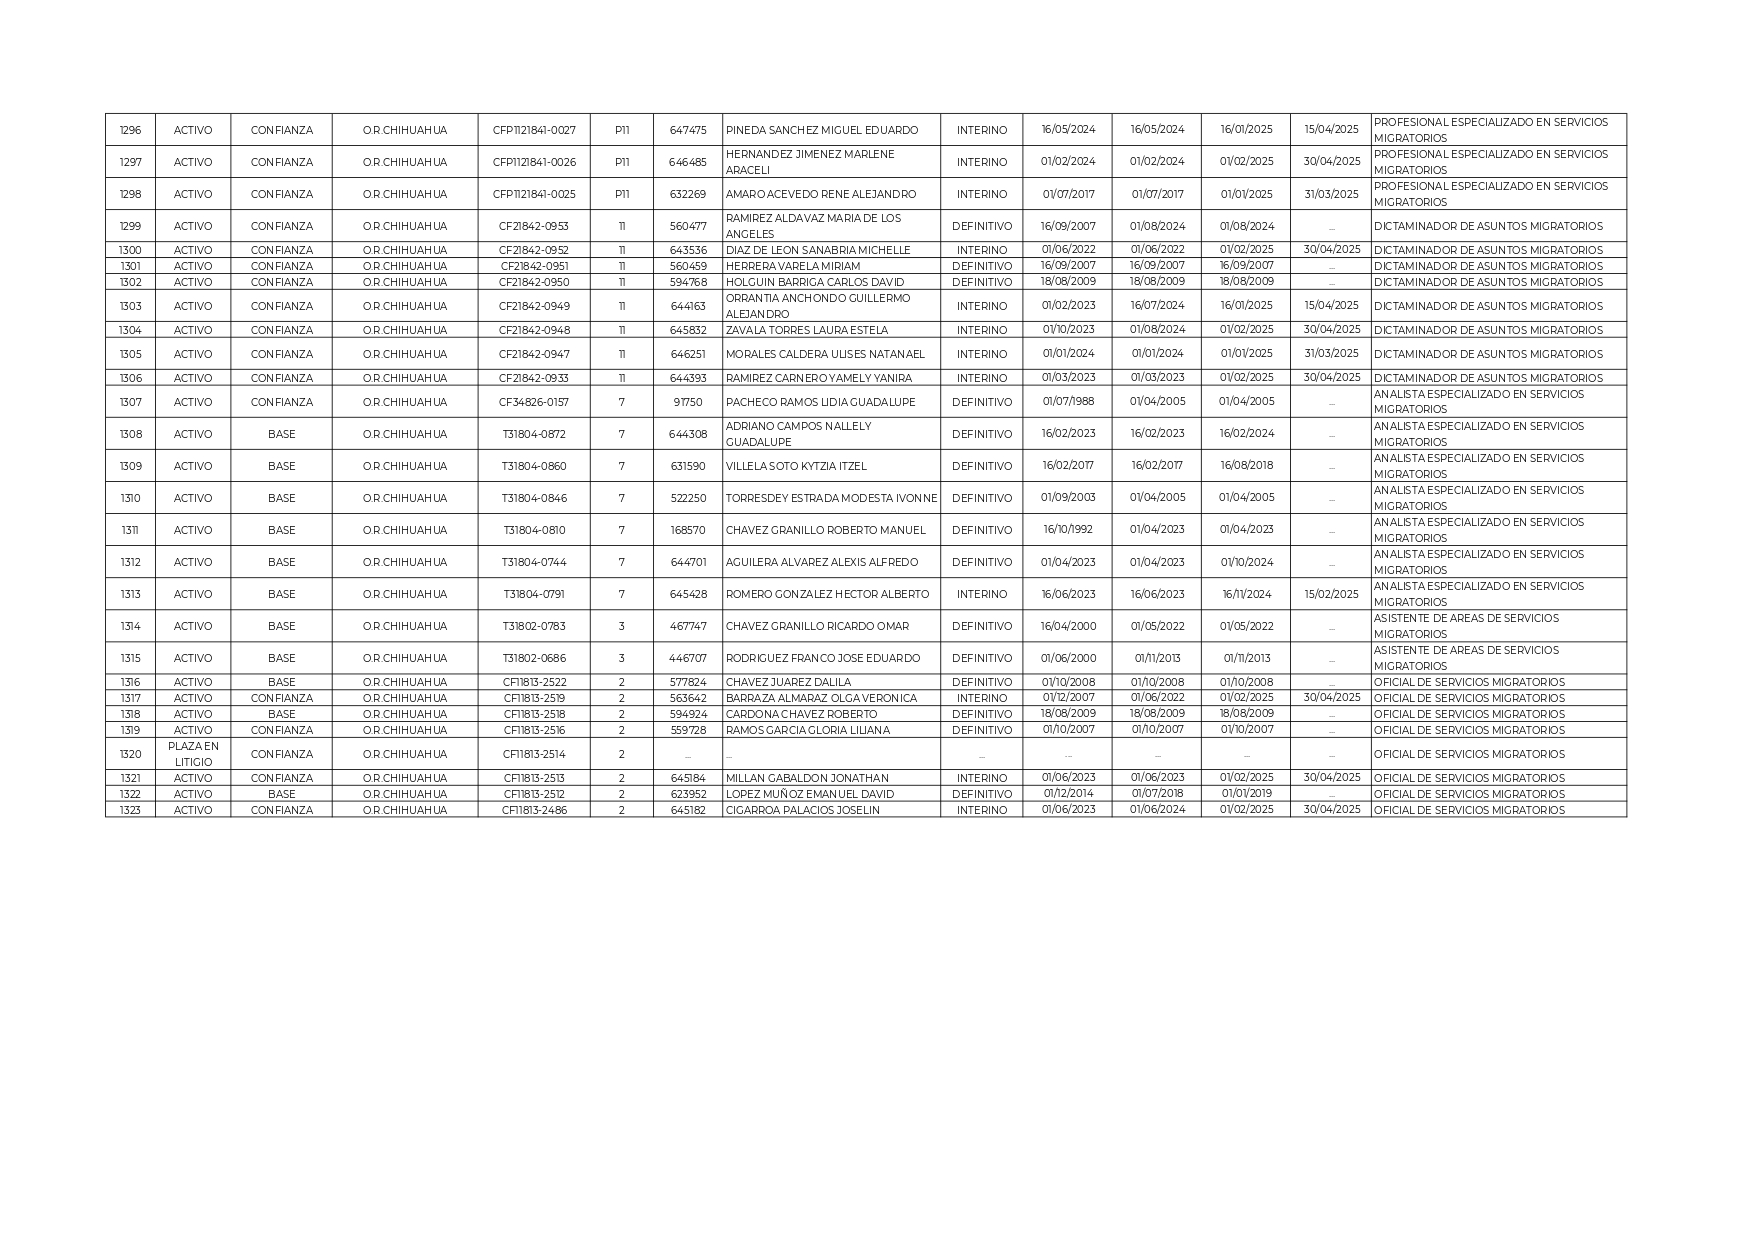 1296 ACTIVO CONFIANZA O.R.CHIHUAHUA CFP1121841-0027 P11 647475 PINEDA SANCHEZ MIGUEL EDUARDO INTERINO 16/05/2024 16/05/2024 16/01/2025 15/04/2025 PROFESIONAL ESPECIALIZADO EN SERVICIOS
MIGRATORIOS
1297 ACTIVO CONFIANZA O.R.CHIHUAHUA CFP1121841-0026 P11 646485 HERNANDEZ JIMENEZ MARLENE
ARACELI INTERINO 01/02/2024 01/02/2024 01/02/2025 30/04/2025 PROFESIONAL ESPECIALIZADO EN SERVICIOS
MIGRATORIOS
1298 ACTIVO CONFIANZA O.R.CHIHUAHUA CFP1121841-0025 P11 632269 AMARO ACEVEDO RENE ALEJANDRO INTERINO 01/07/2017 01/07/2017 01/01/2025 31/03/2025 PROFESIONAL ESPECIALIZADO EN SERVICIOS
MIGRATORIOS
1299 ACTIVO CONFIANZA O.R.CHIHUAHUA CF21842-0953 11 560477 RAMIREZ ALDAVAZ MARIA DE LOS
ANGELES DEFINITIVO 16/09/2007 01/08/2024 01/08/2024 ... DICTAMINADOR DE ASUNTOS MIGRATORIOS
1300 ACTIVO CONFIANZA O.R.CHIHUAHUA CF21842-0952 11 643536 DIAZ DE LEON SANABRIA MICHELLE INTERINO 01/06/2022 01/06/2022 01/02/2025 30/04/2025 DICTAMINADOR DE ASUNTOS MIGRATORIOS
1301 ACTIVO CONFIANZA O.R.CHIHUAHUA CF21842-0951 11 560459 HERRERA VARELA MIRIAM DEFINITIVO 16/09/2007 16/09/2007 16/09/2007 ... DICTAMINADOR DE ASUNTOS MIGRATORIOS
1302 ACTIVO CONFIANZA O.R.CHIHUAHUA CF21842-0950 11 594768 HOLGUIN BARRIGA CARLOS DAVID DEFINITIVO 18/08/2009 18/08/2009 18/08/2009 ... DICTAMINADOR DE ASUNTOS MIGRATORIOS
1303 ACTIVO CONFIANZA O.R.CHIHUAHUA CF21842-0949 11 644163 ORRANTIA ANCHONDO GUILLERMO
ALEJANDRO INTERINO 01/02/2023 16/07/2024 16/01/2025 15/04/2025 DICTAMINADOR DE ASUNTOS MIGRATORIOS
1304 ACTIVO CONFIANZA O.R.CHIHUAHUA CF21842-0948 11 645832 ZAVALA TORRES LAURA ESTELA INTERINO 01/10/2023 01/08/2024 01/02/2025 30/04/2025 DICTAMINADOR DE ASUNTOS MIGRATORIOS
1305 ACTIVO CONFIANZA O.R.CHIHUAHUA CF21842-0947 11 646251 MORALES CALDERA ULISES NATANAEL INTERINO 01/01/2024 01/01/2024 01/01/2025 31/03/2025 DICTAMINADOR DE ASUNTOS MIGRATORIOS
1306 ACTIVO CONFIANZA O.R.CHIHUAHUA CF21842-0933 11 644393 RAMIREZ CARNERO YAMELY YANIRA INTERINO 01/03/2023 01/03/2023 01/02/2025 30/04/2025 DICTAMINADOR DE ASUNTOS MIGRATORIOS
1307 ACTIVO CONFIANZA O.R.CHIHUAHUA CF34826-0157 7 91750 PACHECO RAMOS LIDIA GUADALUPE DEFINITIVO 01/07/1988 01/04/2005 01/04/2005 ... ANALISTA ESPECIALIZADO EN SERVICIOS
MIGRATORIOS
1308 ACTIVO BASE O.R.CHIHUAHUA T31804-0872 7 644308 ADRIANO CAMPOS NALLELY
GUADALUPE DEFINITIVO 16/02/2023 16/02/2023 16/02/2024 ... ANALISTA ESPECIALIZADO EN SERVICIOS
MIGRATORIOS
1309 ACTIVO BASE O.R.CHIHUAHUA T31804-0860 7 631590 VILLELA SOTO KYTZIA ITZEL DEFINITIVO 16/02/2017 16/02/2017 16/08/2018 ... ANALISTA ESPECIALIZADO EN SERVICIOS
MIGRATORIOS
1310 ACTIVO BASE O.R.CHIHUAHUA T31804-0846 7 522250 TORRESDEY ESTRADA MODESTA IVONNE DEFINITIVO 01/09/2003 01/04/2005 01/04/2005 ... ANALISTA ESPECIALIZADO EN SERVICIOS
MIGRATORIOS
1311 ACTIVO BASE O.R.CHIHUAHUA T31804-0810 7 168570 CHAVEZ GRANILLO ROBERTO MANUEL DEFINITIVO 16/10/1992 01/04/2023 01/04/2023 ... ANALISTA ESPECIALIZADO EN SERVICIOS
MIGRATORIOS
1312 ACTIVO BASE O.R.CHIHUAHUA T31804-0744 7 644701 AGUILERA ALVAREZ ALEXIS ALFREDO DEFINITIVO 01/04/2023 01/04/2023 01/10/2024 ... ANALISTA ESPECIALIZADO EN SERVICIOS
MIGRATORIOS
1313 ACTIVO BASE O.R.CHIHUAHUA T31804-0791 7 645428 ROMERO GONZALEZ HECTOR ALBERTO INTERINO 16/06/2023 16/06/2023 16/11/2024 15/02/2025 ANALISTA ESPECIALIZADO EN SERVICIOS
MIGRATORIOS
1314 ACTIVO BASE O.R.CHIHUAHUA T31802-0783 3 467747 CHAVEZ GRANILLO RICARDO OMAR DEFINITIVO 16/04/2000 01/05/2022 01/05/2022 ... ASISTENTE DE AREAS DE SERVICIOS
MIGRATORIOS
1315 ACTIVO BASE O.R.CHIHUAHUA T31802-0686 3 446707 RODRIGUEZ FRANCO JOSE EDUARDO DEFINITIVO 01/06/2000 01/11/2013 01/11/2013 ... ASISTENTE DE AREAS DE SERVICIOS
MIGRATORIOS
1316 ACTIVO BASE O.R.CHIHUAHUA CF11813-2522 2 577824 CHAVEZ JUAREZ DALILA DEFINITIVO 01/10/2008 01/10/2008 01/10/2008 ... OFICIAL DE SERVICIOS MIGRATORIOS
1317 ACTIVO CONFIANZA O.R.CHIHUAHUA CF11813-2519 2 563642 BARRAZA ALMARAZ OLGA VERONICA INTERINO 01/12/2007 01/06/2022 01/02/2025 30/04/2025 OFICIAL DE SERVICIOS MIGRATORIOS
1318 ACTIVO BASE O.R.CHIHUAHUA CF11813-2518 2 594924 CARDONA CHAVEZ ROBERTO DEFINITIVO 18/08/2009 18/08/2009 18/08/2009 ... OFICIAL DE SERVICIOS MIGRATORIOS
1319 ACTIVO CONFIANZA O.R.CHIHUAHUA CF11813-2516 2 559728 RAMOS GARCIA GLORIA LILIANA DEFINITIVO 01/10/2007 01/10/2007 01/10/2007 ... OFICIAL DE SERVICIOS MIGRATORIOS
1320 PLAZA EN
LITIGIO CONFIANZA O.R.CHIHUAHUA CF11813-2514 2 ... ... ... ... ... ... ... OFICIAL DE SERVICIOS MIGRATORIOS
1321 ACTIVO CONFIANZA O.R.CHIHUAHUA CF11813-2513 2 645184 MILLAN GABALDON JONATHAN INTERINO 01/06/2023 01/06/2023 01/02/2025 30/04/2025 OFICIAL DE SERVICIOS MIGRATORIOS
1322 ACTIVO BASE O.R.CHIHUAHUA CF11813-2512 2 623952 LOPEZ MUÑOZ EMANUEL DAVID DEFINITIVO 01/12/2014 01/07/2018 01/01/2019 ... OFICIAL DE SERVICIOS MIGRATORIOS
1323 ACTIVO CONFIANZA O.R.CHIHUAHUA CF11813-2486 2 645182 CIGARROA PALACIOS JOSELIN INTERINO 01/06/2023 01/06/2024 01/02/2025 30/04/2025 OFICIAL DE SERVICIOS MIGRATORIOS